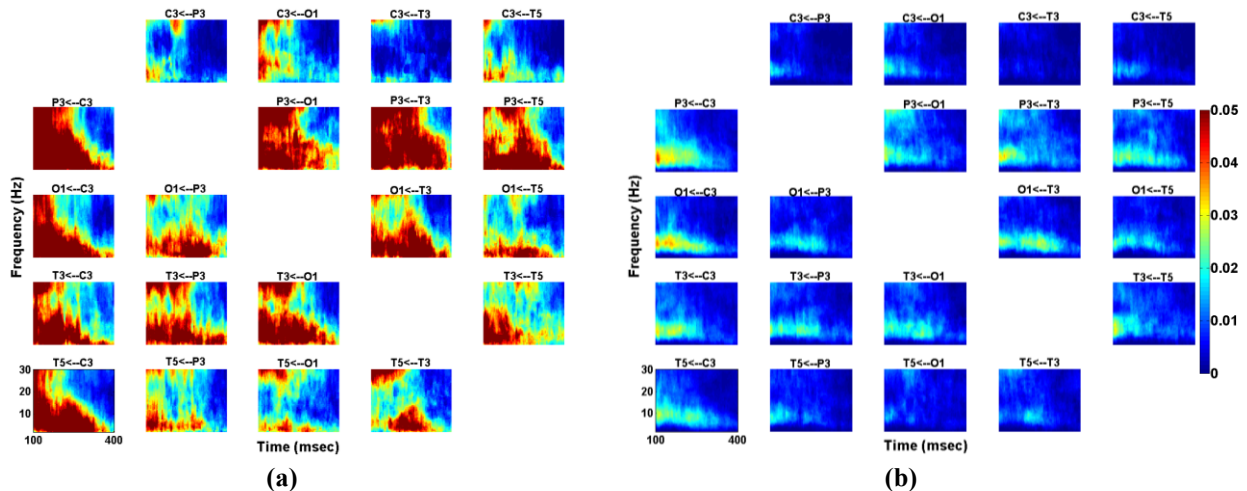 C3<--P3 C3<--O1 C3<--T3 C3<--T5
P3<--C3 P3<--O1 P3<--T3 P3<--T5
O1<--C3 O1<--P3 O1<--T3 O1<--T5
T3<--C3 T3<--P3 T3<--O1 T3<--T5
T5<--C3 T5<--P3 T5<--O1 T5<--T3
Frequency (Hz)
30
20
10
100 400
Time (msec)
(a)
C3<--P3 C3<--O1 C3<--T3 C3<--T5
P3<--C3 P3<--O1 P3<--T3 P3<--T5
O1<--C3 O1<--P3 O1<--T3 O1<--T5
T3<--C3 T3<--P3 T3<--O1 T3<--T5
T5<--C3 T5<--P3 T5<--O1 T5<--T3
Frequency (Hz)
30
20
10
100 400
Time (msec)
0.05
0.04
0.03
0.02
0.01
0
(b)